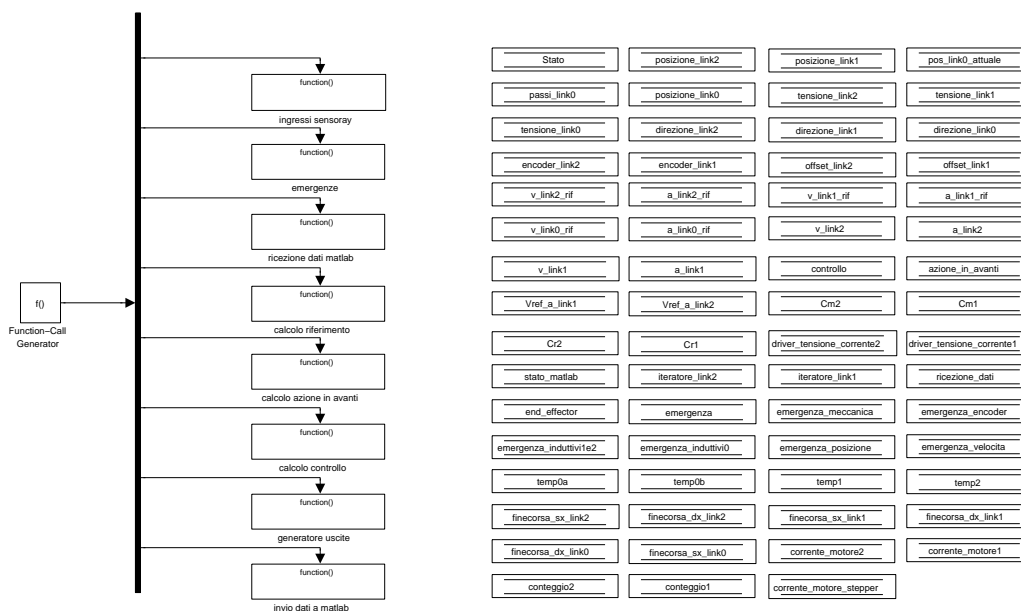 f()
Function−Call
Generator
function()
ingressi sensoray
function()
emergenze
function()
ricezione dati matlab
function()
calcolo riferimento
function()
calcolo azione in avanti
function()
calcolo controllo
function()
generatore uscite
function()
invio dati a matlab
Stato posizione_link2 posizione_link1 pos_link0_attuale
passi_link0 posizione_link0 tensione_link2 tensione_link1
tensione_link0 direzione_link2 direzione_link1 direzione_link0
encoder_link2 encoder_link1 offset_link2 offset_link1
v_link2_rif a_link2_rif v_link1_rif a_link1_rif
v_link0_rif a_link0_rif v_link2 a_link2
v_link1 a_link1 controllo azione_in_avanti
Vref_a_link1 Vref_a_link2 Cm2 Cm1
Cr2 Cr1 driver_tensione_corrente2 driver_tensione_corrente1
stato_matlab iteratore_link2 iteratore_link1 ricezione_dati
end_effector emergenza emergenza_meccanica emergenza_encoder
emergenza_induttivi1e2 emergenza_induttivi0 emergenza_posizione emergenza_velocita
temp0a temp0b temp1 temp2
finecorsa_sx_link2 finecorsa_dx_link2 finecorsa_sx_link1 finecorsa_dx_link1
finecorsa_dx_link0 finecorsa_sx_link0 corrente_motore2 corrente_motore1
conteggio2 conteggio1 corrente_motore_stepper